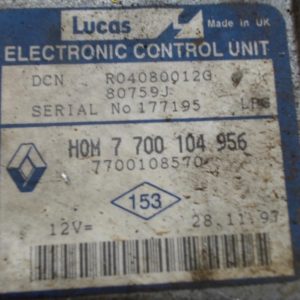 Lucas Made in UK
ELECTRONIC CONTROL UNIT
DCN R04080012G
80759J
SERIAL No 177195
HOM 7 700 104 956
7700108570
153
12V= 28.11.97